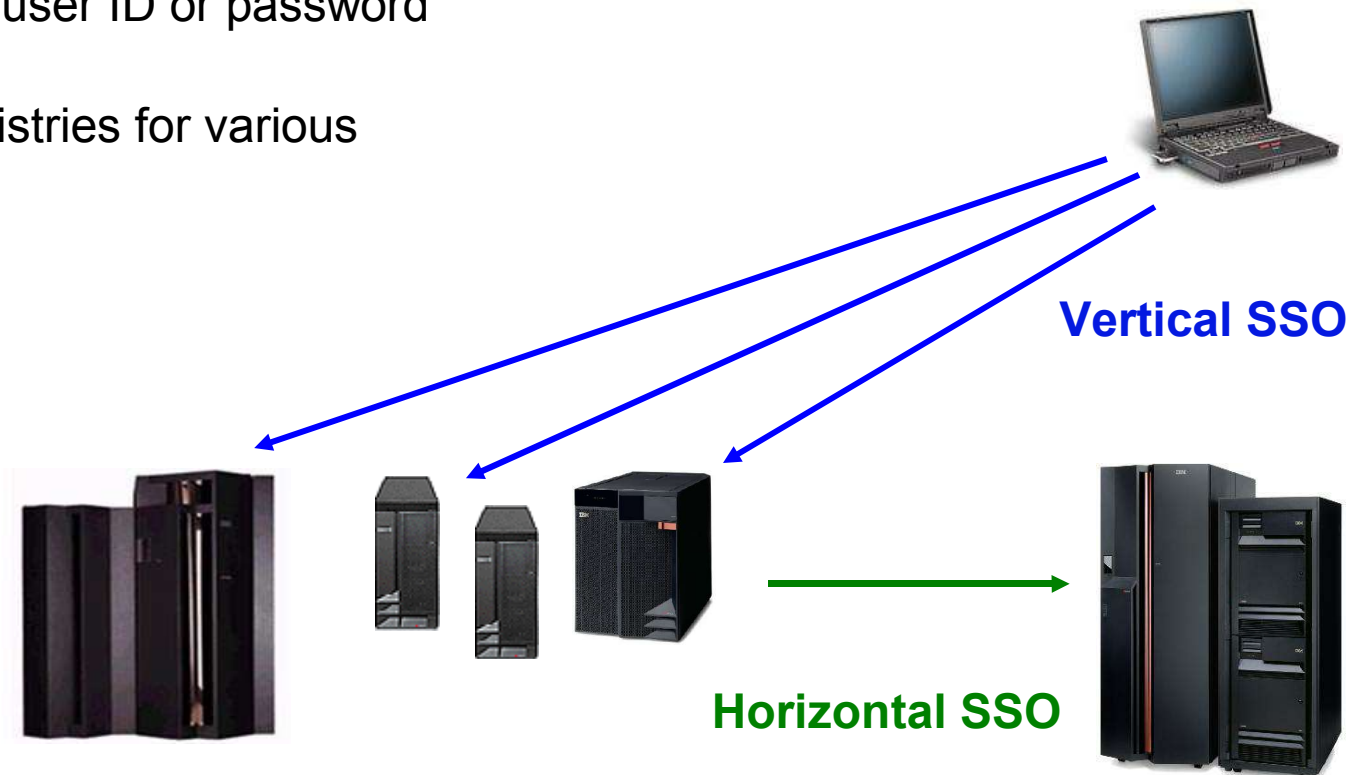 user ID or password
istries for various
Vertical SSO
Horizontal SSO